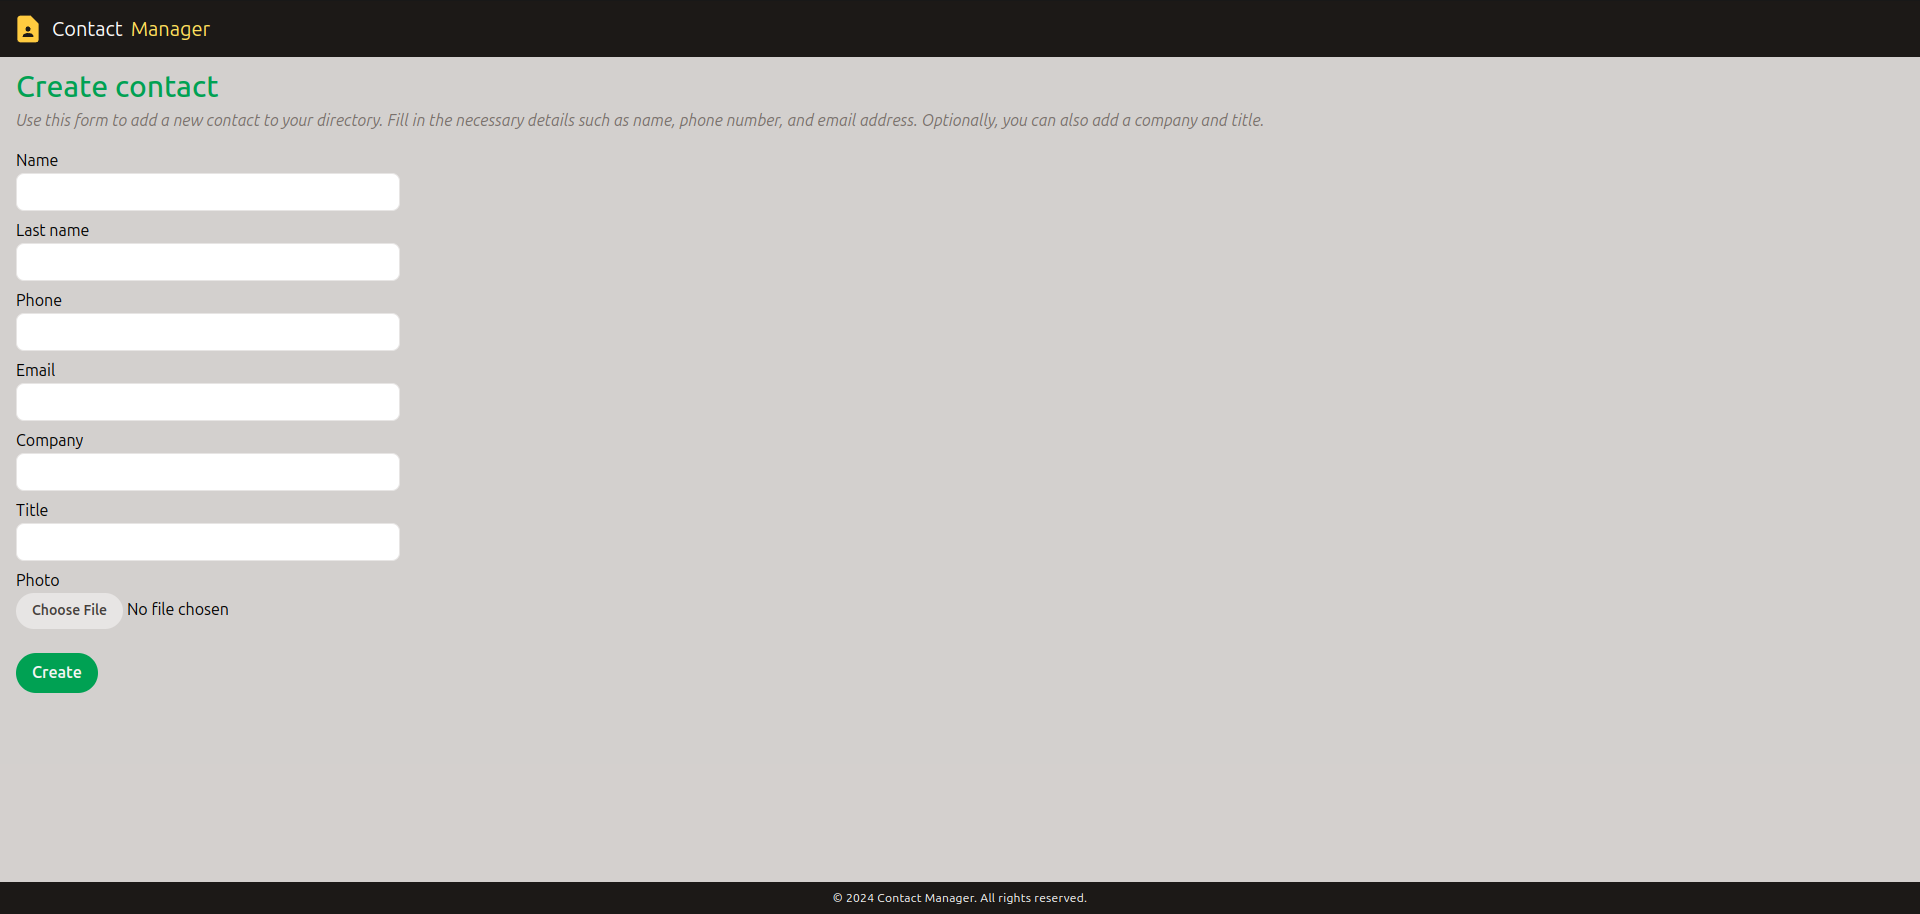 Contact Manager
Create contact
Use this form to add a new contact to your directory. Fill in the necessary details such as name, phone number, and email address. Optionally, you can also add a company and title.
Name
Last name
Phone
Email
Company
Title
Photo
Choose File No file chosen
Create
© 2024 Contact Manager. All rights reserved.